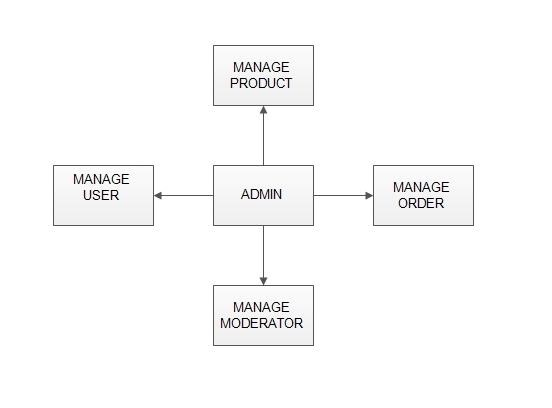 MANAGE
PRODUCT
MANAGE
USER
ADMIN
MANAGE
ORDER
MANAGE
MODERATOR